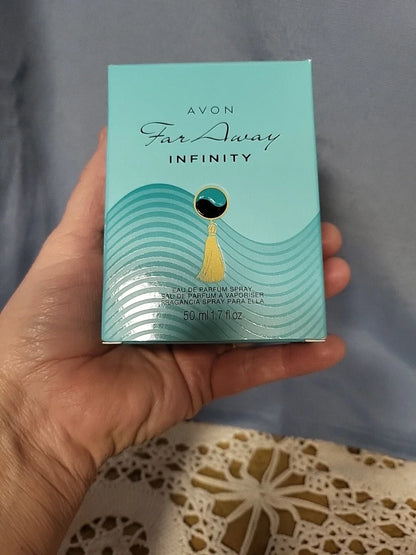 AVON
Far Away
INFINITY
EAU DE PARFUM SPRAY
EAU DE PARFUM À VAPORISER
FRAGANCIA SPRAY PARA ELLA
50 ml 1.7 fl oz